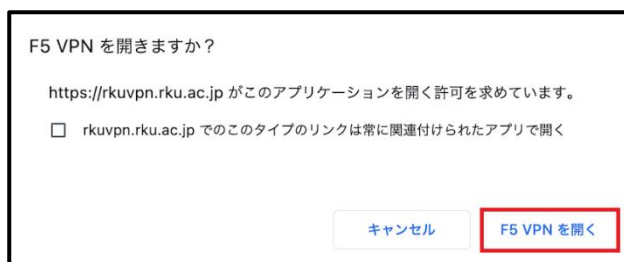 F5 VPN を開きますか？
https://rkuvpn.rku.ac.jp がこのアプリケーションを開く許可を求めています。
rkuvpn.rku.ac.jp でのこのタイプのリンクは常に関連付けられたアプリで開く
キャンセル
F5 VPN を開く